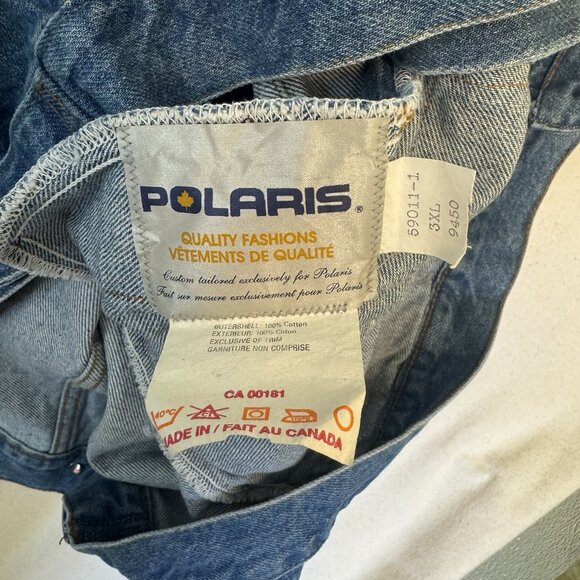 POLARIS®
QUALITY FASHIONS
VÊTEMENTS DE QUALITÉ
Custom tailored exclusively for Polaris
Fait sur mesure exclusivement pour Polaris
OUTERSHELL: 100% Cotton
EXTERIEUR: 100% Coton
EXCLUSIVE OF TRIM
GARNITURE NON COMPRISE
CA 00181
MADE IN / FAIT AU CANADA
59011-1
3XL
9450